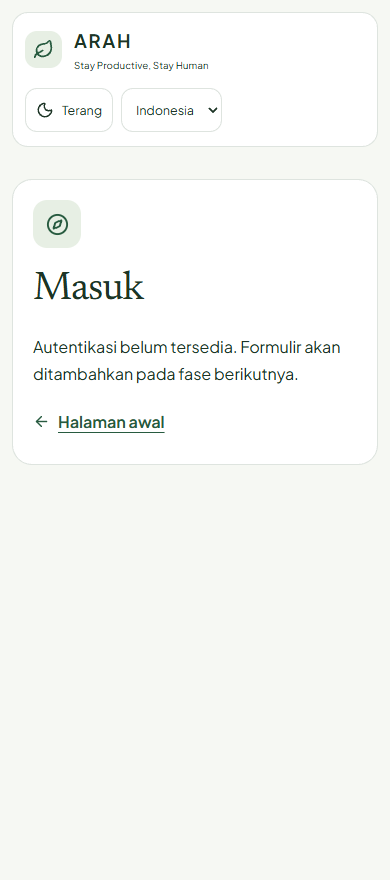 ARAH
Stay Productive, Stay Human
Terang
Indonesia
Masuk
Autentikasi belum tersedia. Formulir akan
ditambahkan pada fase berikutnya.
Halaman awal